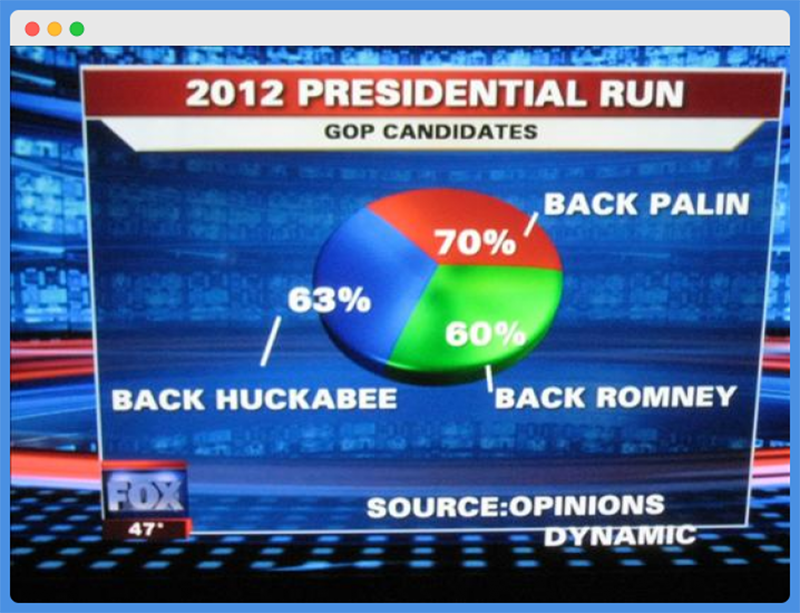 2012 PRESIDENTIAL RUN
GOP CANDIDATES
BACK PALIN
70%
63%
60%
BACK HUCKABEE
BACK ROMNEY
FOX
47°
SOURCE:OPINIONS
DYNAMIC